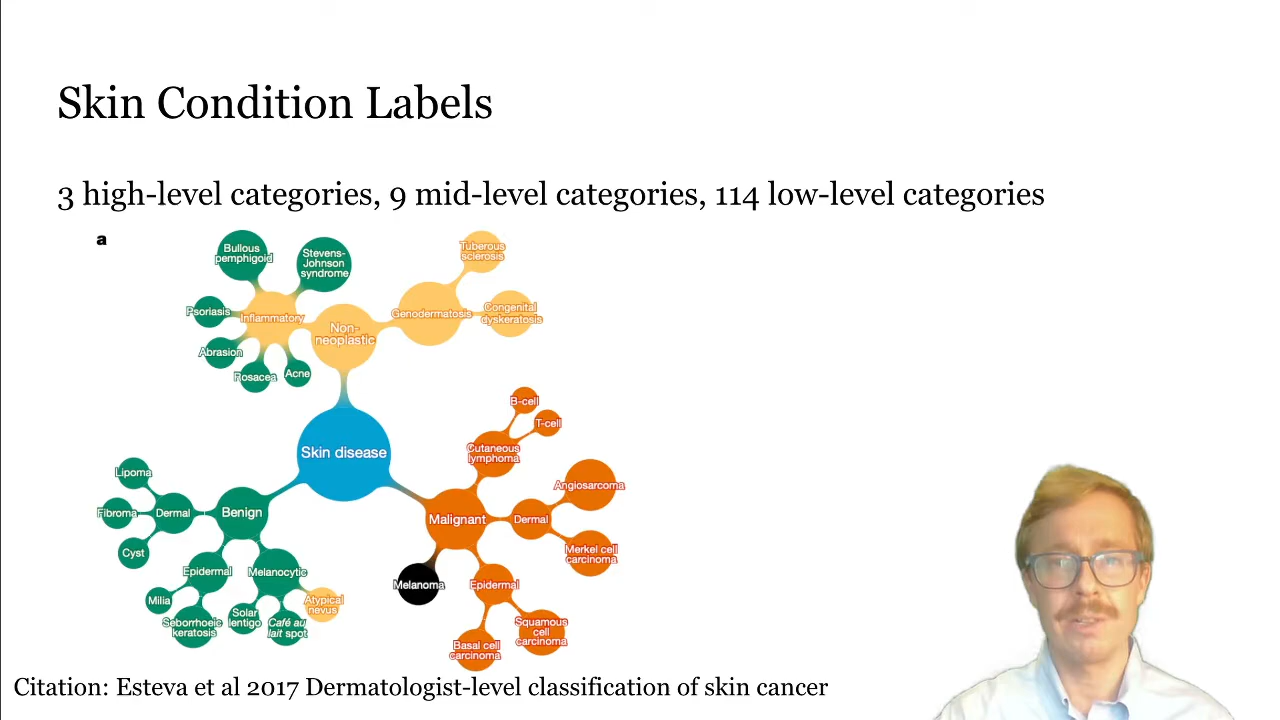 Skin Condition Labels
3 high-level categories, 9 mid-level categories, 114 low-level categories
a
Bullous
pemphigoid
Stevens-
Johnson
syndrome
Psoriasis
Inflammatory
Abrasion
Rosacea
Acne
Non-
neoplastic
Genodermatosis
Tuberous
sclerosis
Congenital
dyskeratosis
Skin disease
B-cell
T-cell
Cutaneous
lymphoma
Angiosarcoma
Malignant
Dermal
Merkel cell
carcinoma
Melanoma
Epidermal
Squamous
cell
carcinoma
Basal cell
carcinoma
Lipoma
Fibroma
Dermal
Benign
Cyst
Epidermal
Melanocytic
Milia
Seborrhoeic
keratosis
Solar
lentigo
Café au
lait spot
Atypical
nevus
Citation: Esteva et al 2017 Dermatologist-level classification of skin cancer